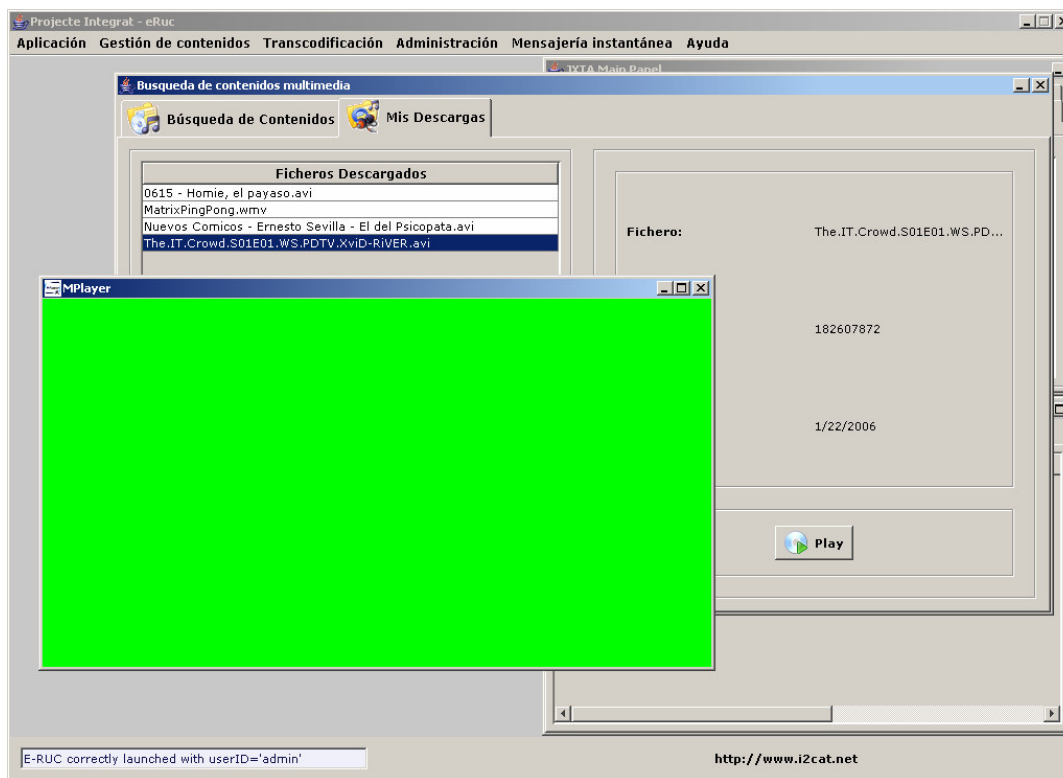 Projecte Integrat - eRuc
Aplicación Gestión de contenidos Transcodificación Administración Mensajería instantánea Ayuda
JXTA Main Panel
Busqueda de contenidos multimedia
Búsqueda de Contenidos Mis Descargas
Ficheros Descargados
0615 - Homie, el payaso.avi
MatrixPingPong.wmv
Nuevos Comicos - Ernesto Sevilla - El del Psicopata.avi
The.IT.Crowd.S01E01.WS.PDTV.XviD-RiVER.avi
Fichero: The.IT.Crowd.S01E01.WS.PD...
MPlayer
182607872
1/22/2006
Play
E-RUC correctly launched with userID='admin'
http://www.i2cat.net